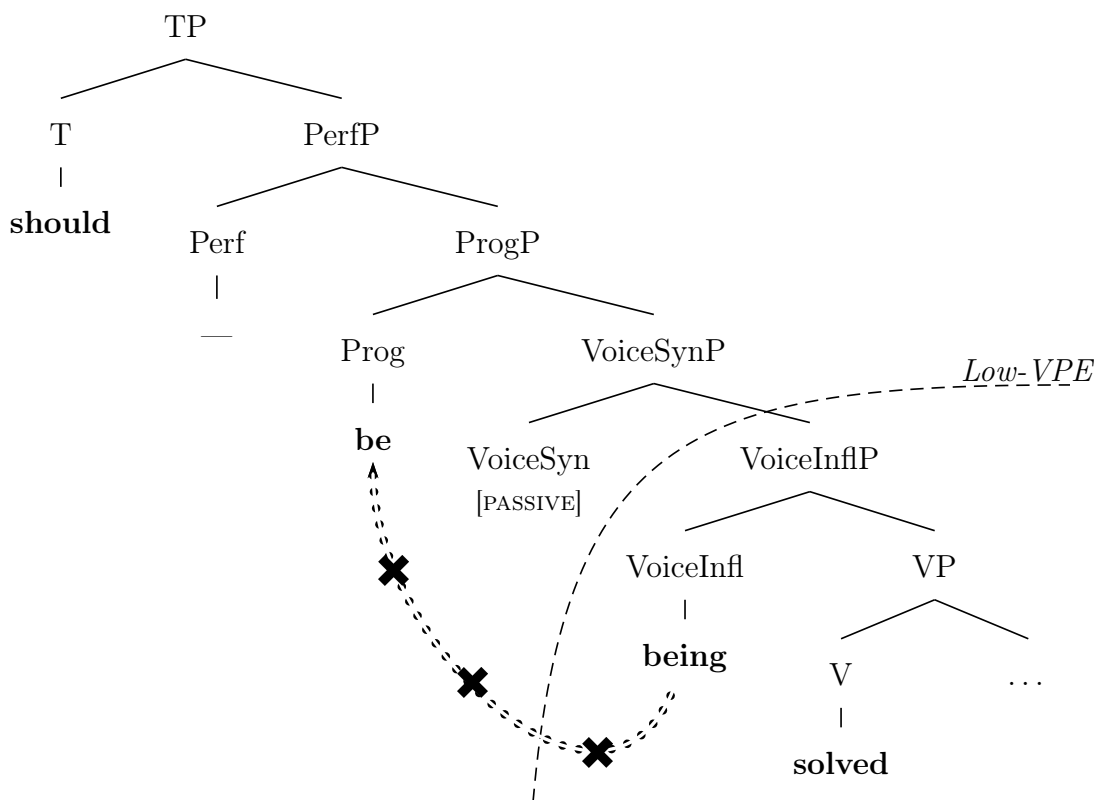 TP
T PerfP
should
Perf ProgP
—
Prog VoiceSynP
Low-VPE
be
VoiceSyn VoiceInflP
[PASSIVE]
VoiceInfl VP
being
V ...
solved